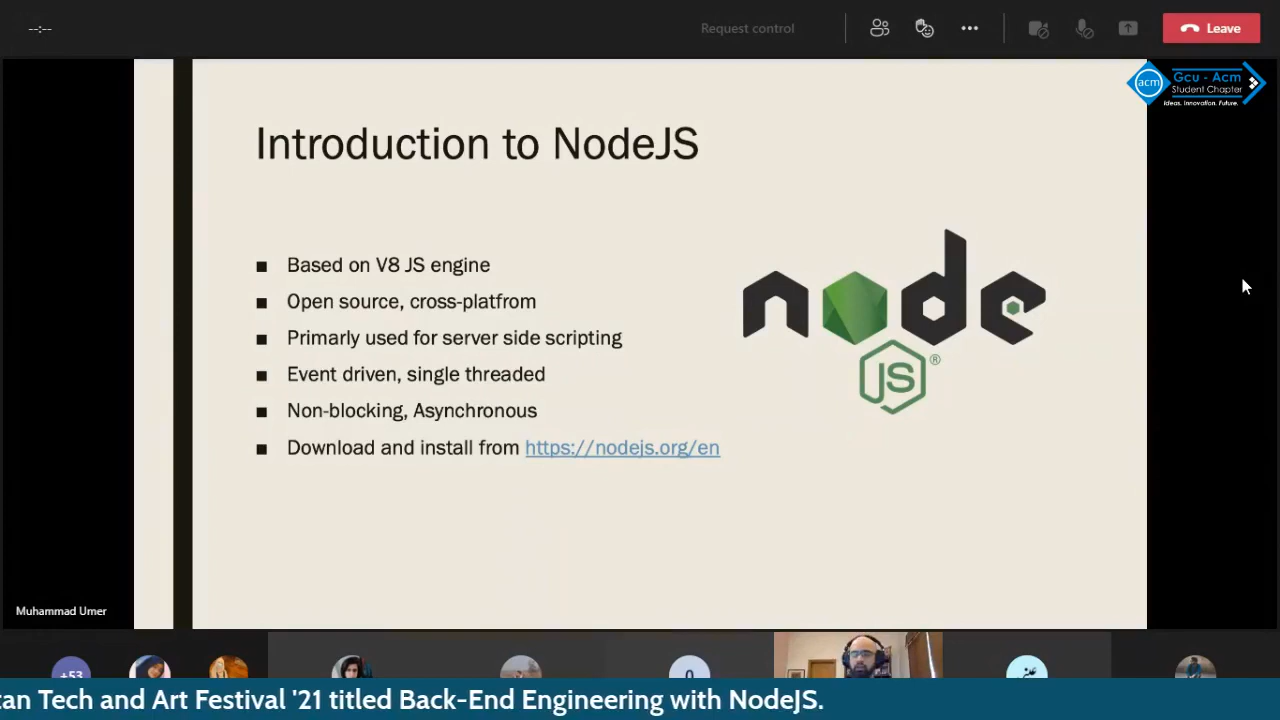 --:--
Request control
Leave
acm
Gcu - Acm
Student Chapter
Ideas. Innovation. Future.
Introduction to NodeJS
■ Based on V8 JS engine
■ Open source, cross-platfrom
■ Primarly used for server side scripting
■ Event driven, single threaded
■ Non-blocking, Asynchronous
■ Download and install from https://nodejs.org/en
node
JS®
Muhammad Umer
+53
tan Tech and Art Festival '21 titled Back-End Engineering with NodeJS.